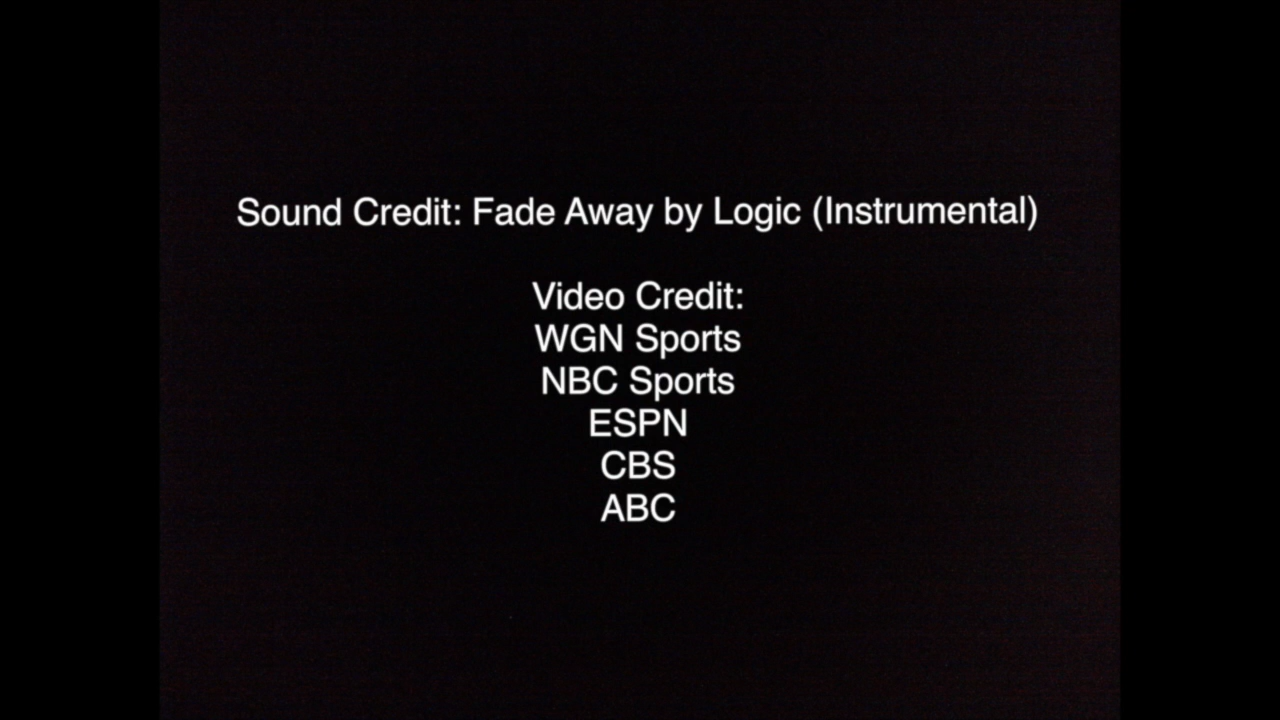 Sound Credit: Fade Away by Logic (Instrumental)
Video Credit:
WGN Sports
NBC Sports
ESPN
CBS
ABC